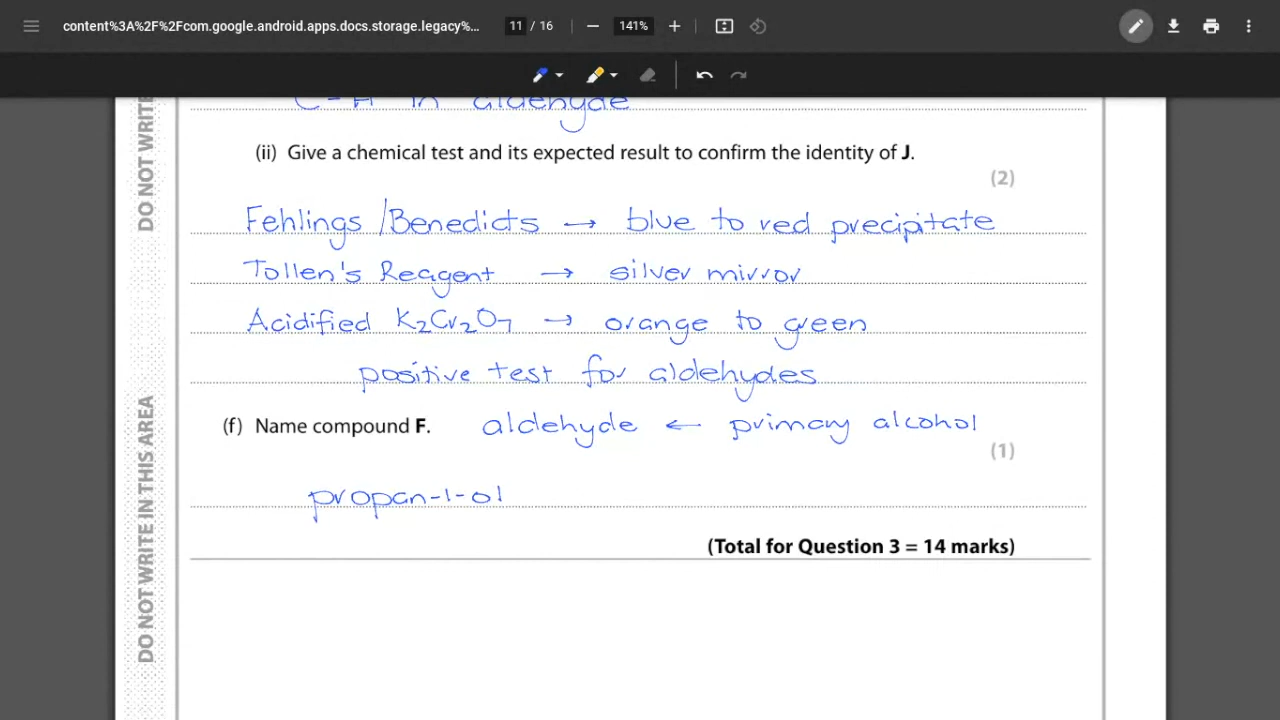 content%3A%2F%2Fcom.google.android.apps.docs.storage.legacy%...
11 / 16
141%
C-H in aldehyde
(ii) Give a chemical test and its expected result to confirm the identity of J.
(2)
Fehlings /Benedicts → blue to red precipitate
Tollen's Reagent → silver mirror
Acidified K₂Cr₂O₇ → orange to green
positive test for aldehydes
(f) Name compound F. aldehyde ← primary alcohol
(1)
propan-1-ol
(Total for Question 3 = 14 marks)
DO NOT WRITE
DO NOT WRITE IN THIS AREA